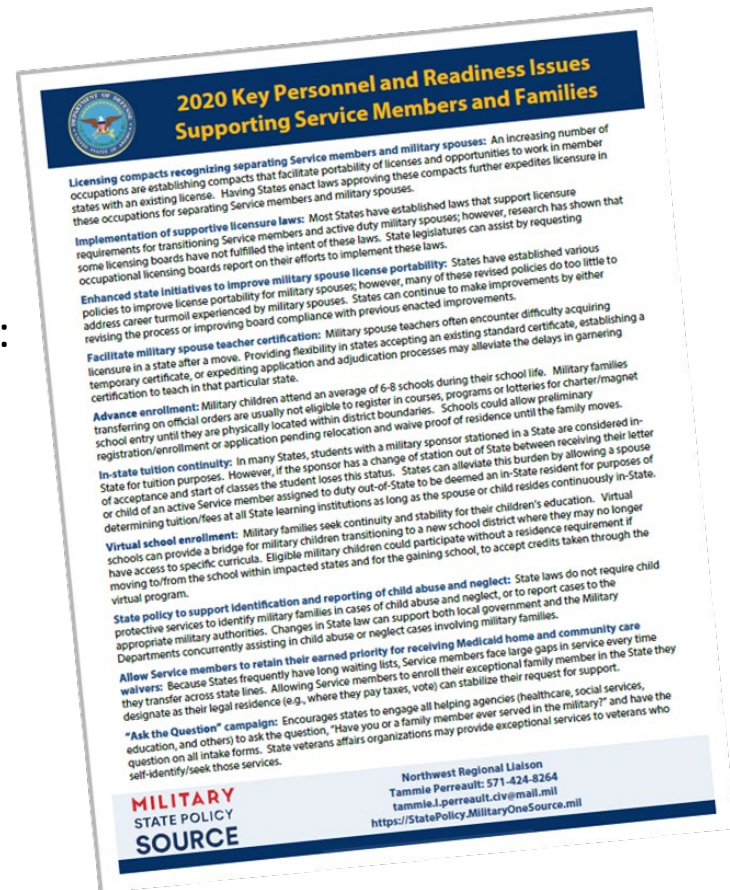 :
2020 Key Personnel and Readiness Issues
Supporting Service Members and Families
Licensing compacts recognizing separating Service members and military spouses: An increasing number of
occupations are establishing compacts that facilitate portability of licenses and opportunities to work in member
states with an existing license. Having States enact laws approving these compacts further expedites licensure in
these occupations for separating Service members and military spouses.
Implementation of supportive licensure laws: Most States have established laws that support licensure
requirements for transitioning Service members and active duty military spouses; however, research has shown that
some licensing boards have not fulfilled the intent of these laws. State legislatures can assist by requesting
occupational licensing boards report on their efforts to implement these laws.
Enhanced state initiatives to improve military spouse license portability: States have established various
policies to improve license portability for military spouses; however, many of these revised policies do too little to
address career turmoil experienced by military spouses. States can continue to make improvements by either
revising the process or improving board compliance with previous enacted improvements.
Facilitate military spouse teacher certification: Military spouse teachers often encounter difficulty acquiring
licensure in a state after a move. Providing flexibility in states accepting an existing standard certificate, establishing a
temporary certificate, or expediting application and adjudication processes may alleviate the delays in garnering
certification to teach in that particular state.
Advance enrollment: Military children attend an average of 6-8 schools during their school life. Military families
transferring on official orders are usually not eligible to register in courses, programs or lotteries for charter/magnet
school entry until they are physically located within district boundaries. Schools could allow preliminary
registration/enrollment or application pending relocation and waive proof of residence until the family moves.
In-state tuition continuity: In many States, students with a military sponsor stationed in a State are considered in-
State for tuition purposes. However, if the sponsor has a change of station out of State between receiving their letter
of acceptance and start of classes the student loses this status. States can alleviate this burden by allowing a spouse
or child of an active Service member assigned to duty out-of-State to be deemed an in-State resident for purposes of
determining tuition/fees at all State learning institutions as long as the spouse or child resides continuously in-State.
Virtual school enrollment: Military families seek continuity and stability for their children's education. Virtual
schools can provide a bridge for military children transitioning to a new school district where they may no longer
have access to specific curricula. Eligible military children could participate without a residence requirement if
moving to/from the school within impacted states and for the gaining school, to accept credits taken through the
virtual program.
State policy to support identification and reporting of child abuse and neglect: State laws do not require child
protective services to identify military families in cases of child abuse and neglect, or to report cases to the
appropriate military authorities. Changes in State law can support both local government and the Military
Departments concurrently assisting in child abuse or neglect cases involving military families.
Allow Service members to retain their earned priority for receiving Medicaid home and community care
waivers: Because States frequently have long waiting lists, Service members face large gaps in service every time
they transfer across state lines. Allowing Service members to enroll their exceptional family member in the State they
designate as their legal residence (e.g., where they pay taxes, vote) can stabilize their request for support.
"Ask the Question" campaign: Encourages states to engage all helping agencies (healthcare, social services,
education, and others) to ask the question, "Have you or a family member ever served in the military?" and have the
question on all intake forms. State veterans affairs organizations may provide exceptional services to veterans who
self-identify/seek those services.
MILITARY
STATE POLICY
SOURCE
Northwest Regional Liaison
Tammie Perreault: 571-424-8264
tammie.l.perreault.civ@mail.mil
https://StatePolicy.MilitaryOneSource.mil